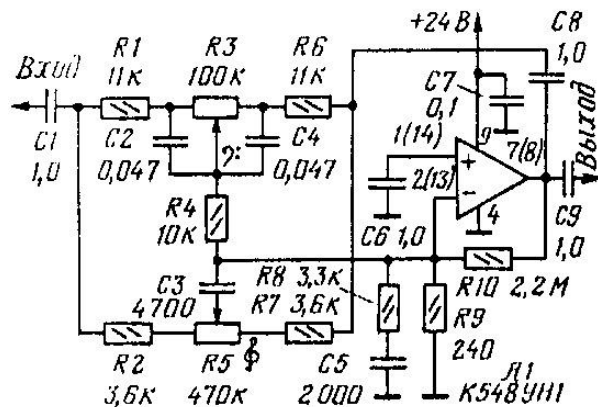 +24 В
C8
1,0
R1
11к
R3
100к
R6
11к
Вход
C7
0,1
9
Выход
C1
1,0
C2
0,047
C4
0,047
1(14)
7(8)
2(13)
+
-
4
R4
10к
C6 1,0
C9
1,0
C3
4700
R8 3,3к
R7 3,6к
R10 2,2М
R9
240
R2
3,6к
R5
470к
C5
2000
Д1
К548УН1